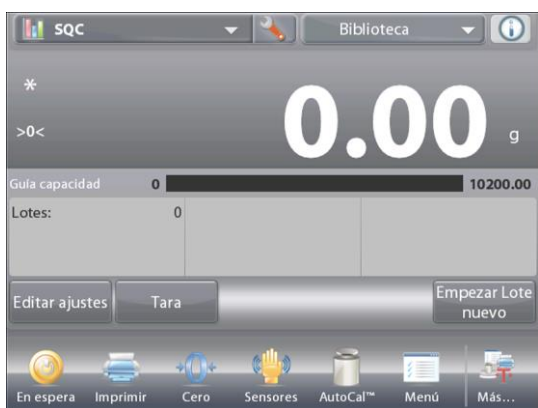 SQC Biblioteca
*
>0<
0.00 g
Guía capacidad 0 10200.00
Lotes: 0
Editar ajustes Tara Empezar Lote
nuevo
En espera Imprimir Cero Sensores AutoCal™ Menú Más...